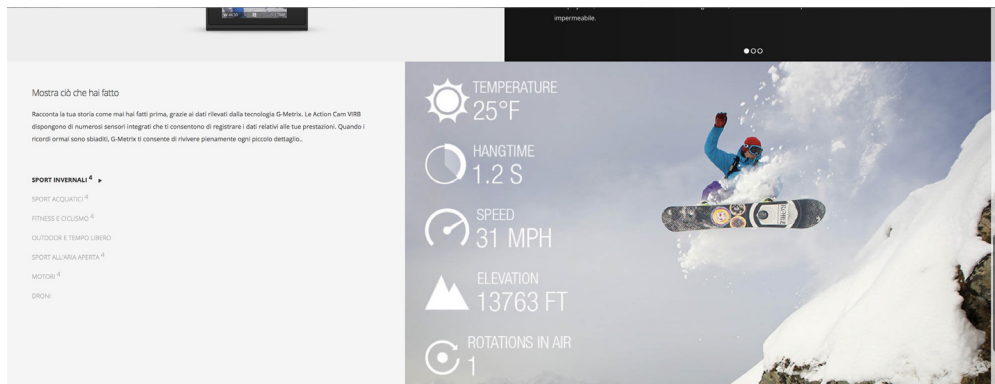 impermeabile.
Mostra ciò che hai fatto
Racconta la tua storia come mai hai fatti prima, grazie ai dati rilevati dalla tecnologia G-Metrix. Le Action Cam VIRB
dispongono di numerosi sensori integrati che ti consentono di registrare i dati relativi alle tue prestazioni. Quando i
ricordi ormai sono sbiaditi, G-Metrix ti consente di rivivere pienamente ogni piccolo dettaglio..
SPORT INVERNALI 4
SPORT ACQUATICI 4
FITNESS E CICLISMO 4
OUTDOOR E TEMPO LIBERO
SPORT ALL'ARIA APERTA 4
MOTORI 4
DRONI
TEMPERATURE
25°F
HANGTIME
1.2 S
SPEED
31 MPH
ELEVATION
13763 FT
ROTATIONS IN AIR
1